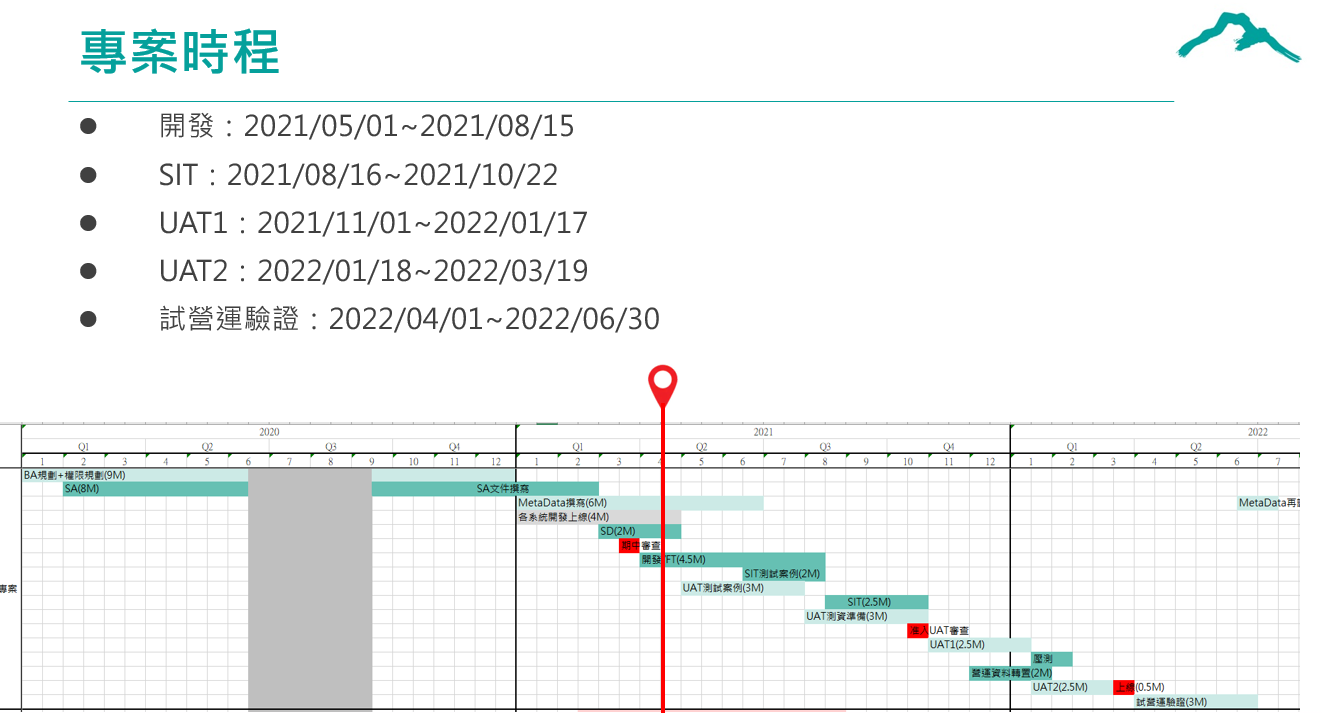 專案時程
開發：2021/05/01~2021/08/15
SIT：2021/08/16~2021/10/22
UAT1：2021/11/01~2022/01/17
UAT2：2022/01/18~2022/03/19
試營運驗證：2022/04/01~2022/06/30
2020 2021 2022
Q1 Q2 Q3 Q4 Q1 Q2 Q3 Q4 Q1 Q2
1 2 3 4 5 6 7 8 9 10 11 12 1 2 3 4 5 6 7 8 9 10 11 12 1 2 3 4 5 6 7
BA規劃+權限規劃(9M)
SA(8M) SA文件撰寫
MetaData撰寫(6M) MetaData再
各系統開發上線(4M)
SD(2M)
期中審查
開發 FT(4.5M)
SIT測試案例(2M)
專案 UAT測試案例(3M)
SIT(2.5M)
UAT測資準備(3M)
准入UAT審查
UAT1(2.5M)
壓測
營運資料轉置(2M)
UAT2(2.5M) 上線(0.5M)
試營運驗證(3M)